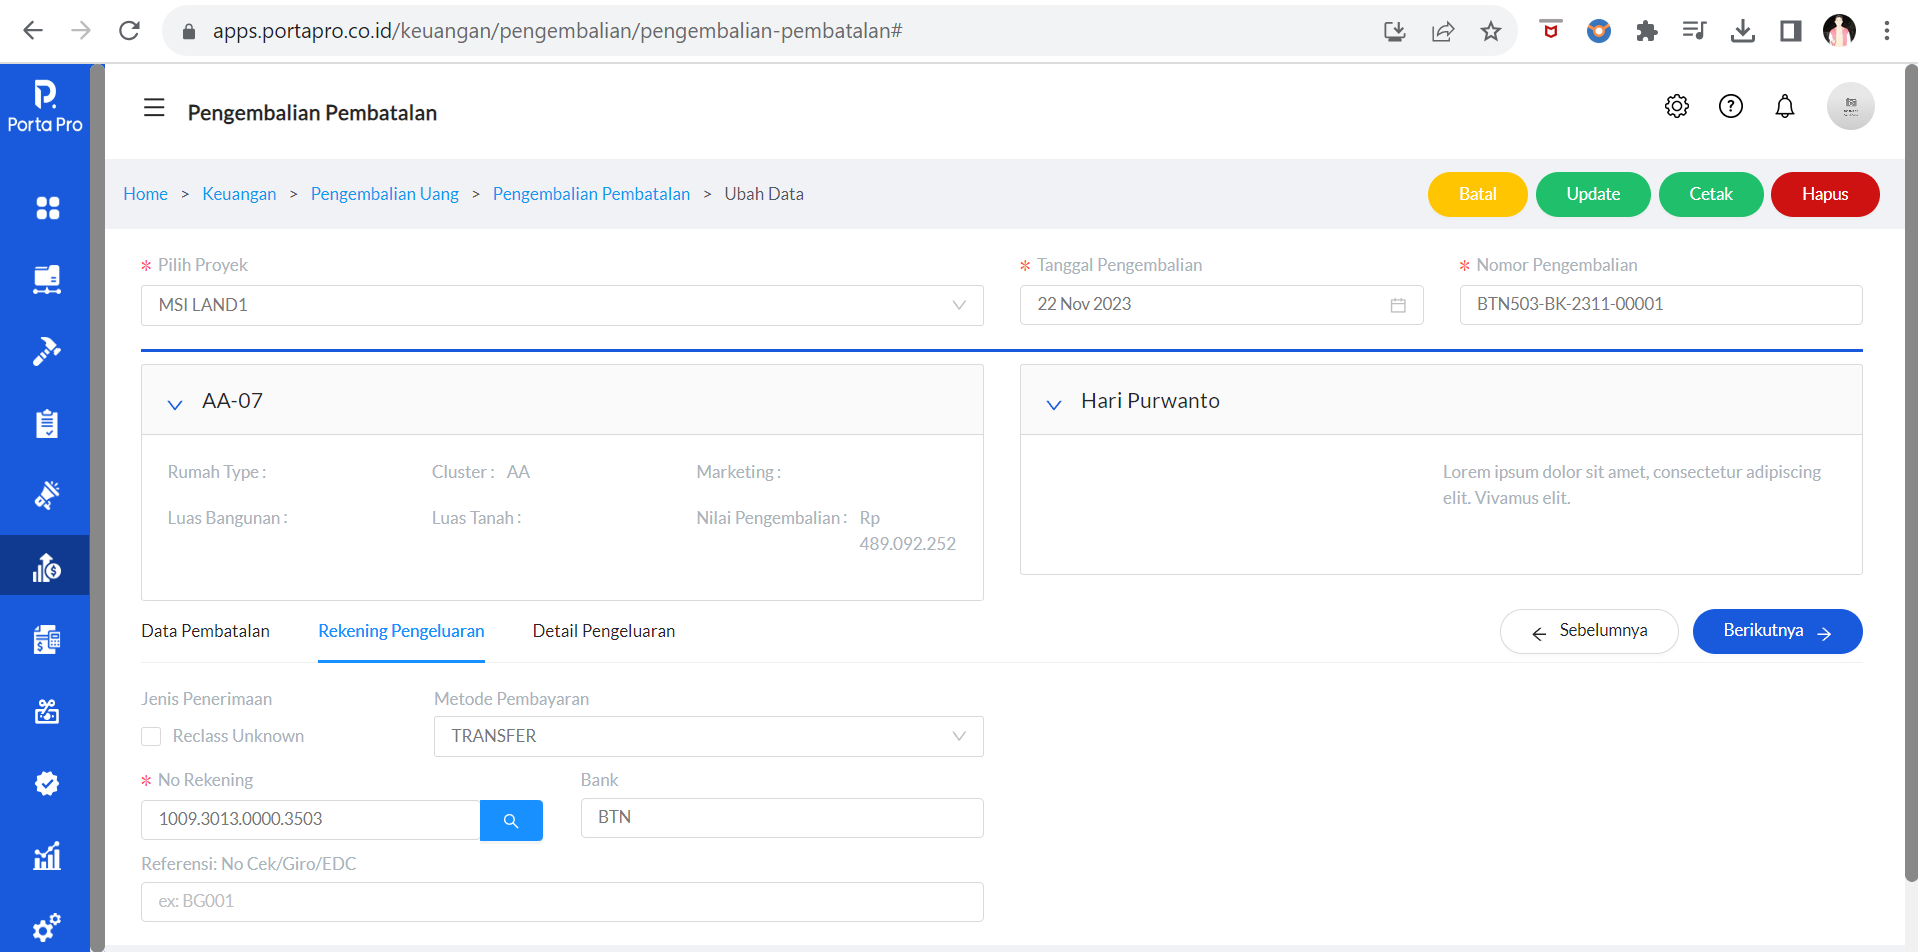 apps.portapro.co.id/keuangan/pengembalian/pengembalian-pembatalan#
P.
Porta Pro
Pengembalian Pembatalan
Home > Keuangan > Pengembalian Uang > Pengembalian Pembatalan > Ubah Data
Batal
Update
Cetak
Hapus
* Pilih Proyek
MSI LAND1
* Tanggal Pengembalian
22 Nov 2023
* Nomor Pengembalian
BTN503-BK-2311-00001
AA-07
Rumah Type :
Cluster : AA
Marketing :
Luas Bangunan :
Luas Tanah :
Nilai Pengembalian : Rp
489.092.252
Hari Purwanto
Lorem ipsum dolor sit amet, consectetur adipiscing
elit. Vivamus elit.
Data Pembatalan
Rekening Pengeluaran
Detail Pengeluaran
← Sebelumnya
Berikutnya →
Jenis Penerimaan
Reclass Unknown
Metode Pembayaran
TRANSFER
* No Rekening
1009.3013.0000.3503
Bank
BTN
Referensi: No Cek/Giro/EDC
ex: BG001